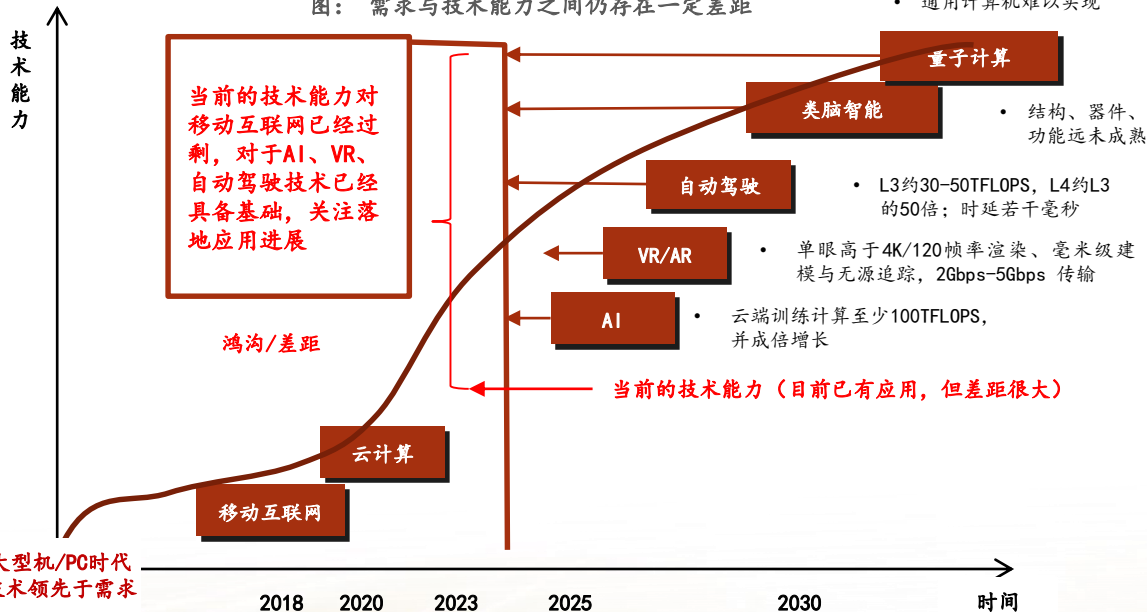 图： 需求与技术能力之间仍存在一定差距
• 通用计算机难以实现
技术能力
量子计算
当前的技术能力对
移动互联网已经过
剩，对于AI、VR、
自动驾驶技术已经
具备基础，关注落
地应用进展
类脑智能
• 结构、器件、
功能远未成熟
自动驾驶
• L3约30-50TFLOPS，L4约L3
的50倍；时延若干毫秒
VR/AR
• 单眼高于4K/120帧率渲染、毫米级建
模与无源追踪，2Gbps-5Gbps 传输
AI
• 云端训练计算至少100TFLOPS，
并成倍增长
鸿沟/差距
当前的技术能力（目前已有应用，但差距很大）
云计算
移动互联网
大型机/PC时代
技术领先于需求
2018 2020 2023 2025 2030 时间